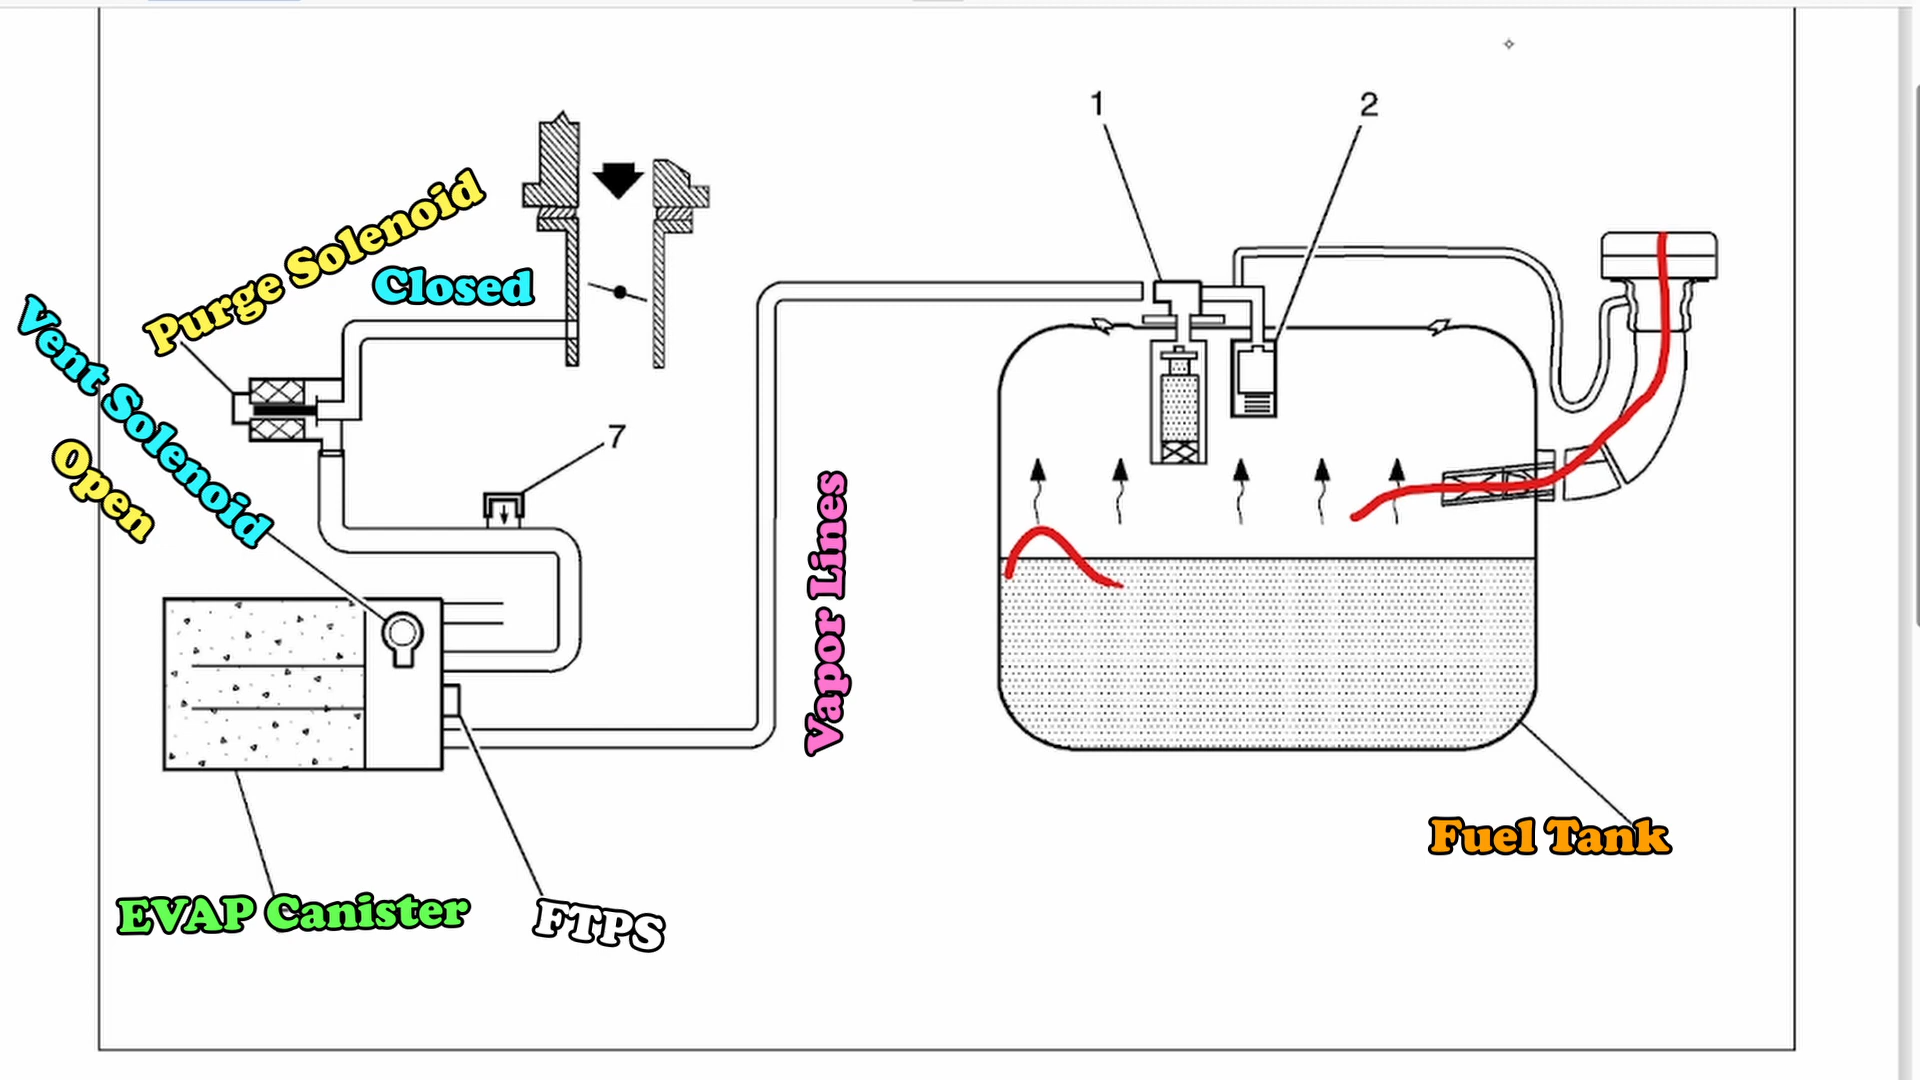 1
2
Purge Solenoid
Closed
Vent Solenoid
Open
7
Vapor Lines
Fuel Tank
EVAP Canister
FTPS